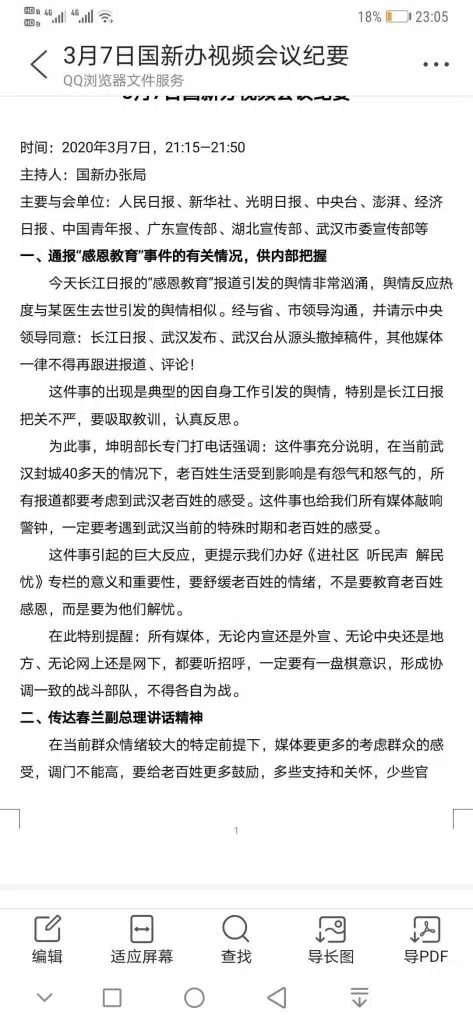 HD 4G 4G 18% 23:05
3月7日国新办视频会议纪要
QQ浏览器文件服务
3月7日国新办视频会议纪要
时间：2020年3月7日，21:15—21:50
主持人：国新办张局
主要与会单位：人民日报、新华社、光明日报、中央台、澎湃、经济
日报、中国青年报、广东宣传部、湖北宣传部、武汉市委宣传部等
一、通报“感恩教育”事件的有关情况，供内部把握
今天长江日报的“感恩教育”报道引发的舆情非常汹涌，舆情反应热
度与某医生去世引发的舆情相似。经与省、市领导沟通，并请示中央
领导同意：长江日报、武汉发布、武汉台从源头撤掉稿件，其他媒体
一律不得再跟进报道、评论！
这件事的出现是典型的因自身工作引发的舆情，特别是长江日报
把关不严，要吸取教训，认真反思。
为此事，坤明部长专门打电话强调：这件事充分说明，在当前武
汉封城40多天的情况下，老百姓生活受到影响是有怨气和怒气的，所
有报道都要考虑到武汉老百姓的感受。这件事也给我们所有媒体敲响
警钟，一定要考遇到武汉当前的特殊时期和老百姓的感受。
这件事引起的巨大反应，更提示我们办好《进社区 听民声 解民
忧》专栏的意义和重要性，要舒缓老百姓的情绪，不是要教育老百姓
感恩，而是要为他们解忧。
在此特别提醒：所有媒体，无论内宣还是外宣、无论中央还是地
方、无论网上还是网下，都要听招呼，一定要有一盘棋意识，形成协
调一致的战斗部队，不得各自为战。
二、传达春兰副总理讲话精神
在当前群众情绪较大的特定前提下，媒体要更多的考虑群众的感
受，调门不能高，要给老百姓更多鼓励，多些支持和关怀，少些官
1
编辑 适应屏幕 查找 导长图 导PDF